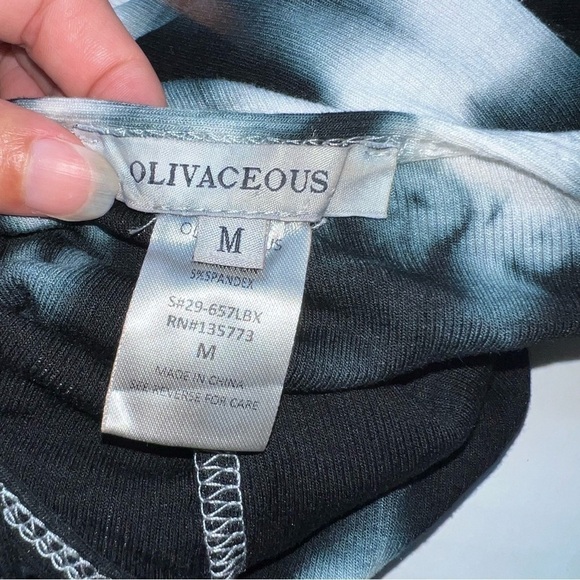 OLIVACEOUS
M
5%SPANDEX
S#29-657LBX
RN#135773
M
MADE IN CHINA
SEE REVERSE FOR CARE